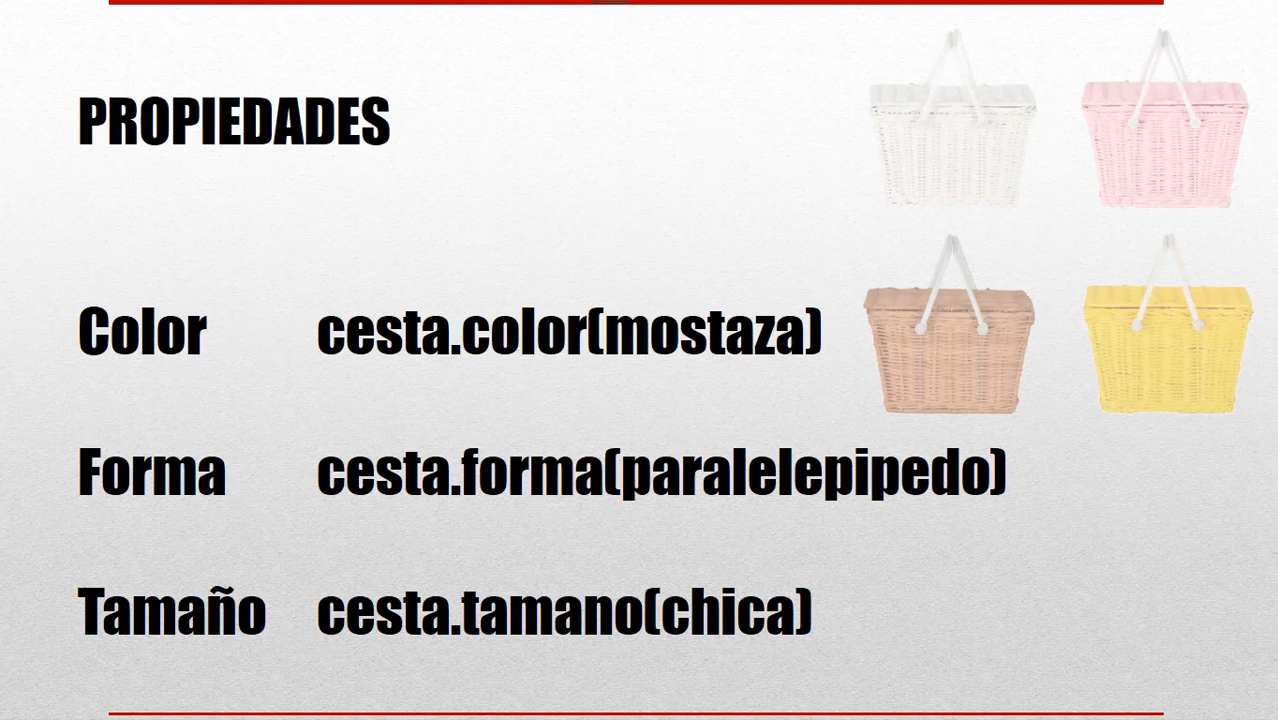 PROPIEDADES
Color cesta.color(mostaza)
Forma cesta.forma(paralelepipedo)
Tamaño cesta.tamano(chica)